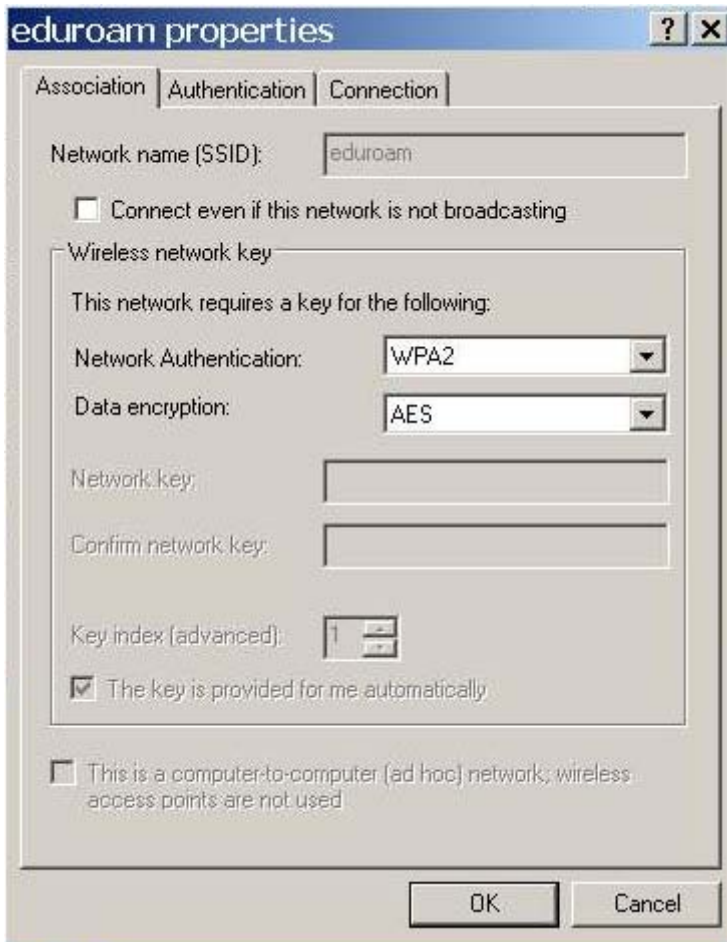 eduroam properties
Association Authentication Connection
Network name (SSID): eduroam
Connect even if this network is not broadcasting
Wireless network key
This network requires a key for the following:
Network Authentication: WPA2
Data encryption: AES
Network key:
Confirm network key:
Key index (advanced): 1
The key is provided for me automatically
This is a computer-to-computer (ad hoc) network; wireless
access points are not used
OK Cancel